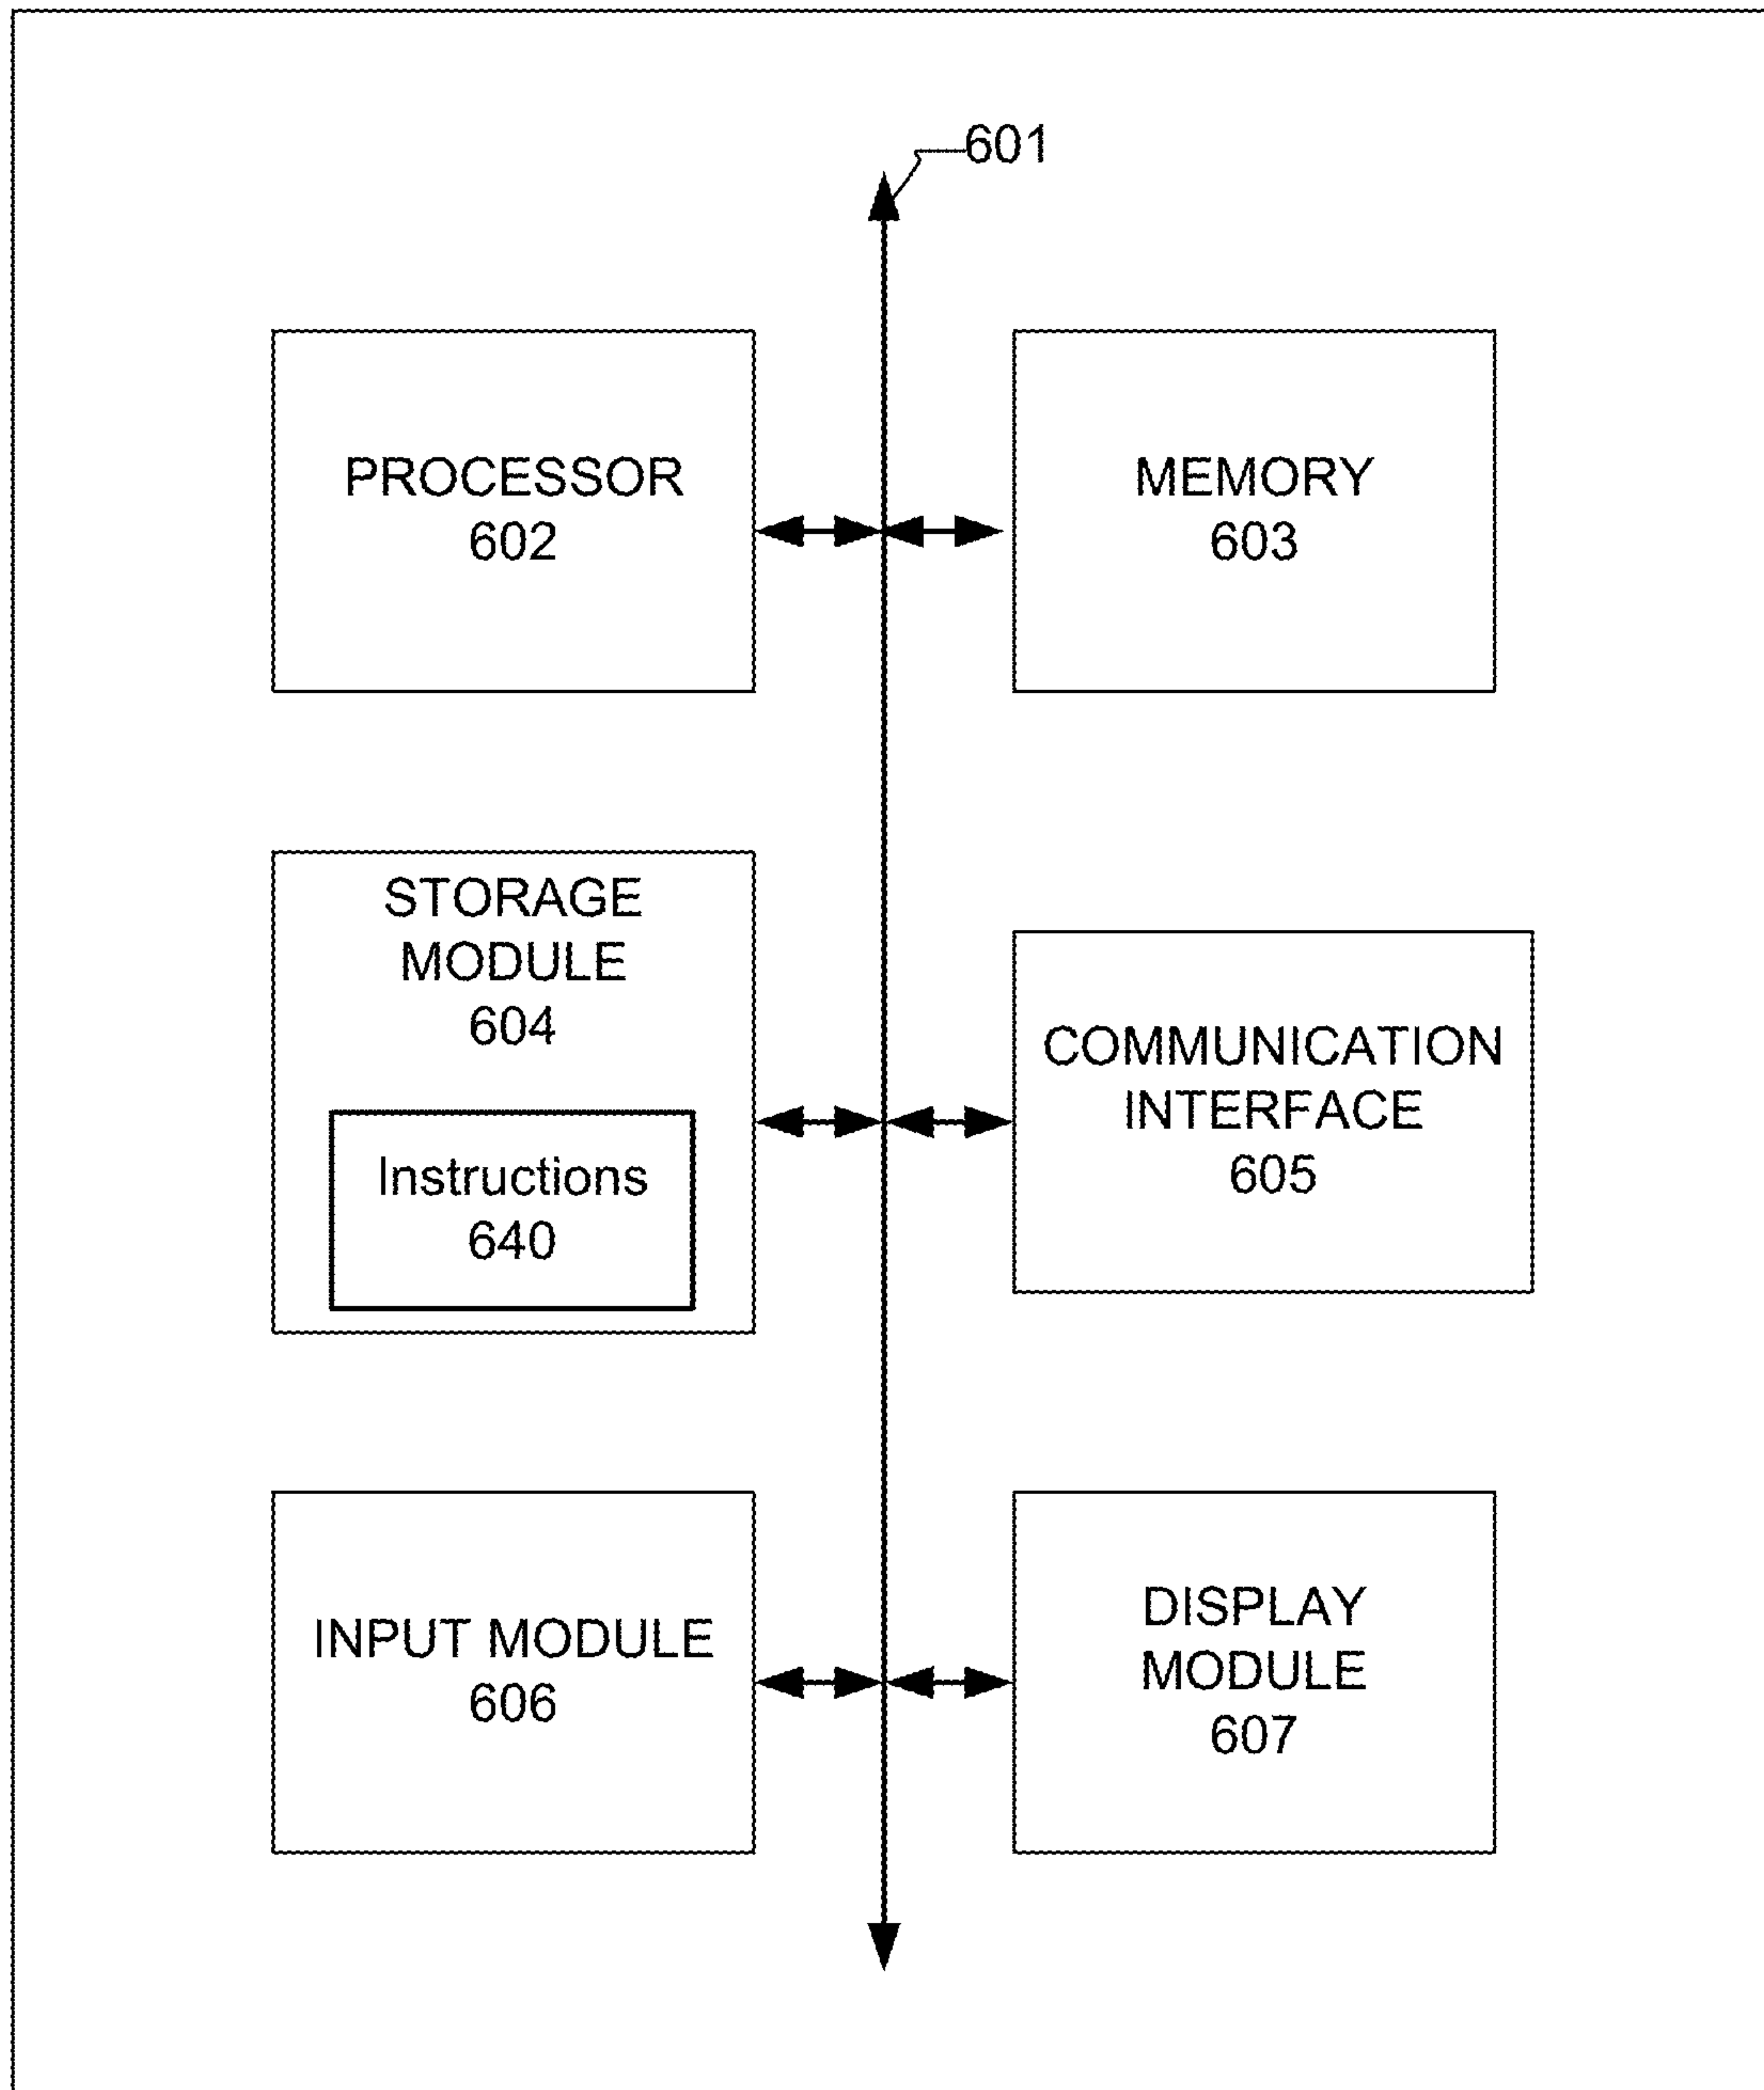 601
PROCESSOR
602
MEMORY
603
STORAGE
MODULE
604
Instructions
640
COMMUNICATION
INTERFACE
605
INPUT MODULE
606
DISPLAY
MODULE
607